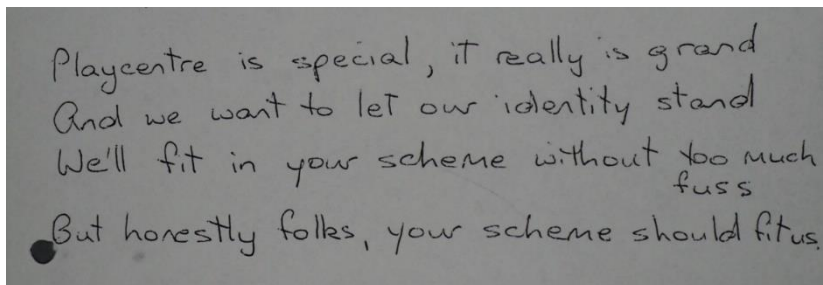 Playcentre is special, it really is grand
And we want to let our identity stand
We'll fit in your scheme without too much
fuss
But honestly folks, your scheme should fit us.